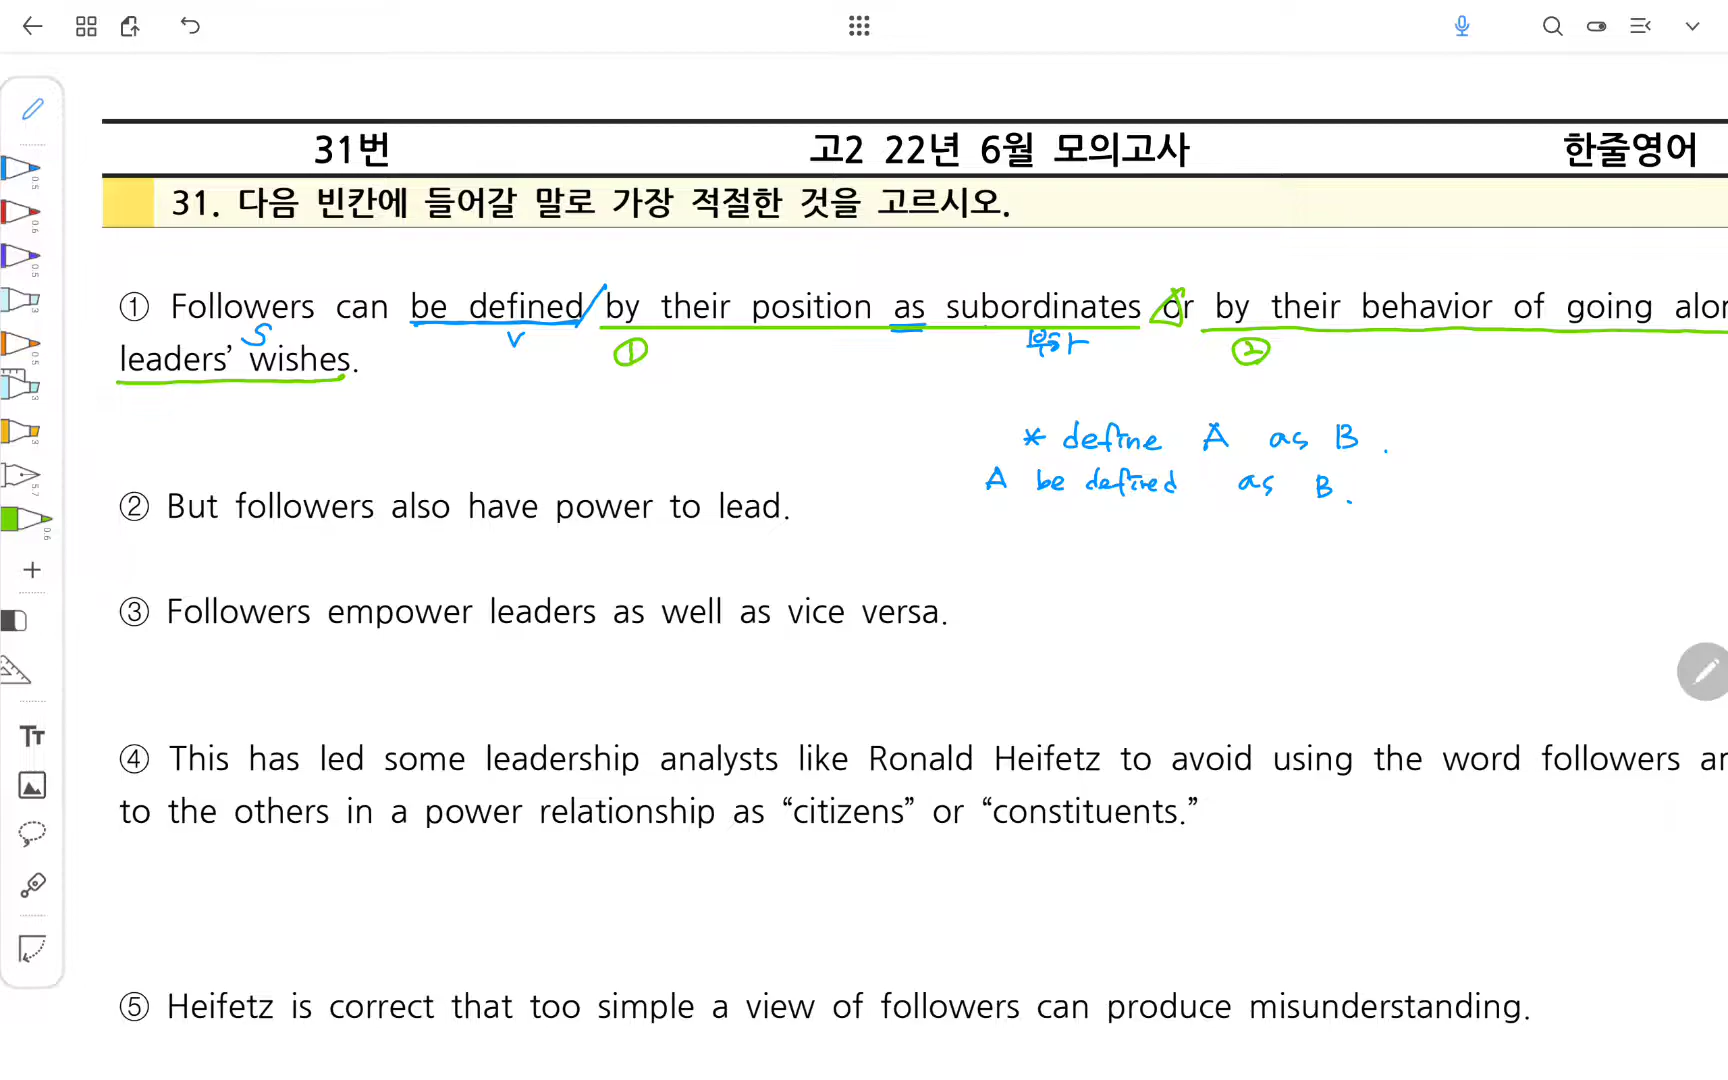 31번 고2 22년 6월 모의고사 한줄영어
31. 다음 빈칸에 들어갈 말로 가장 적절한 것을 고르시오.
① Followers can be defined by their position as subordinates or by their behavior of going
S V ① 부하 ②
leaders' wishes.
* define A as B.
A be defined as B.
② But followers also have power to lead.
③ Followers empower leaders as well as vice versa.
④ This has led some leadership analysts like Ronald Heifetz to avoid using the word followers
to the others in a power relationship as “citizens” or “constituents.”
⑤ Heifetz is correct that too simple a view of followers can produce misunderstanding.